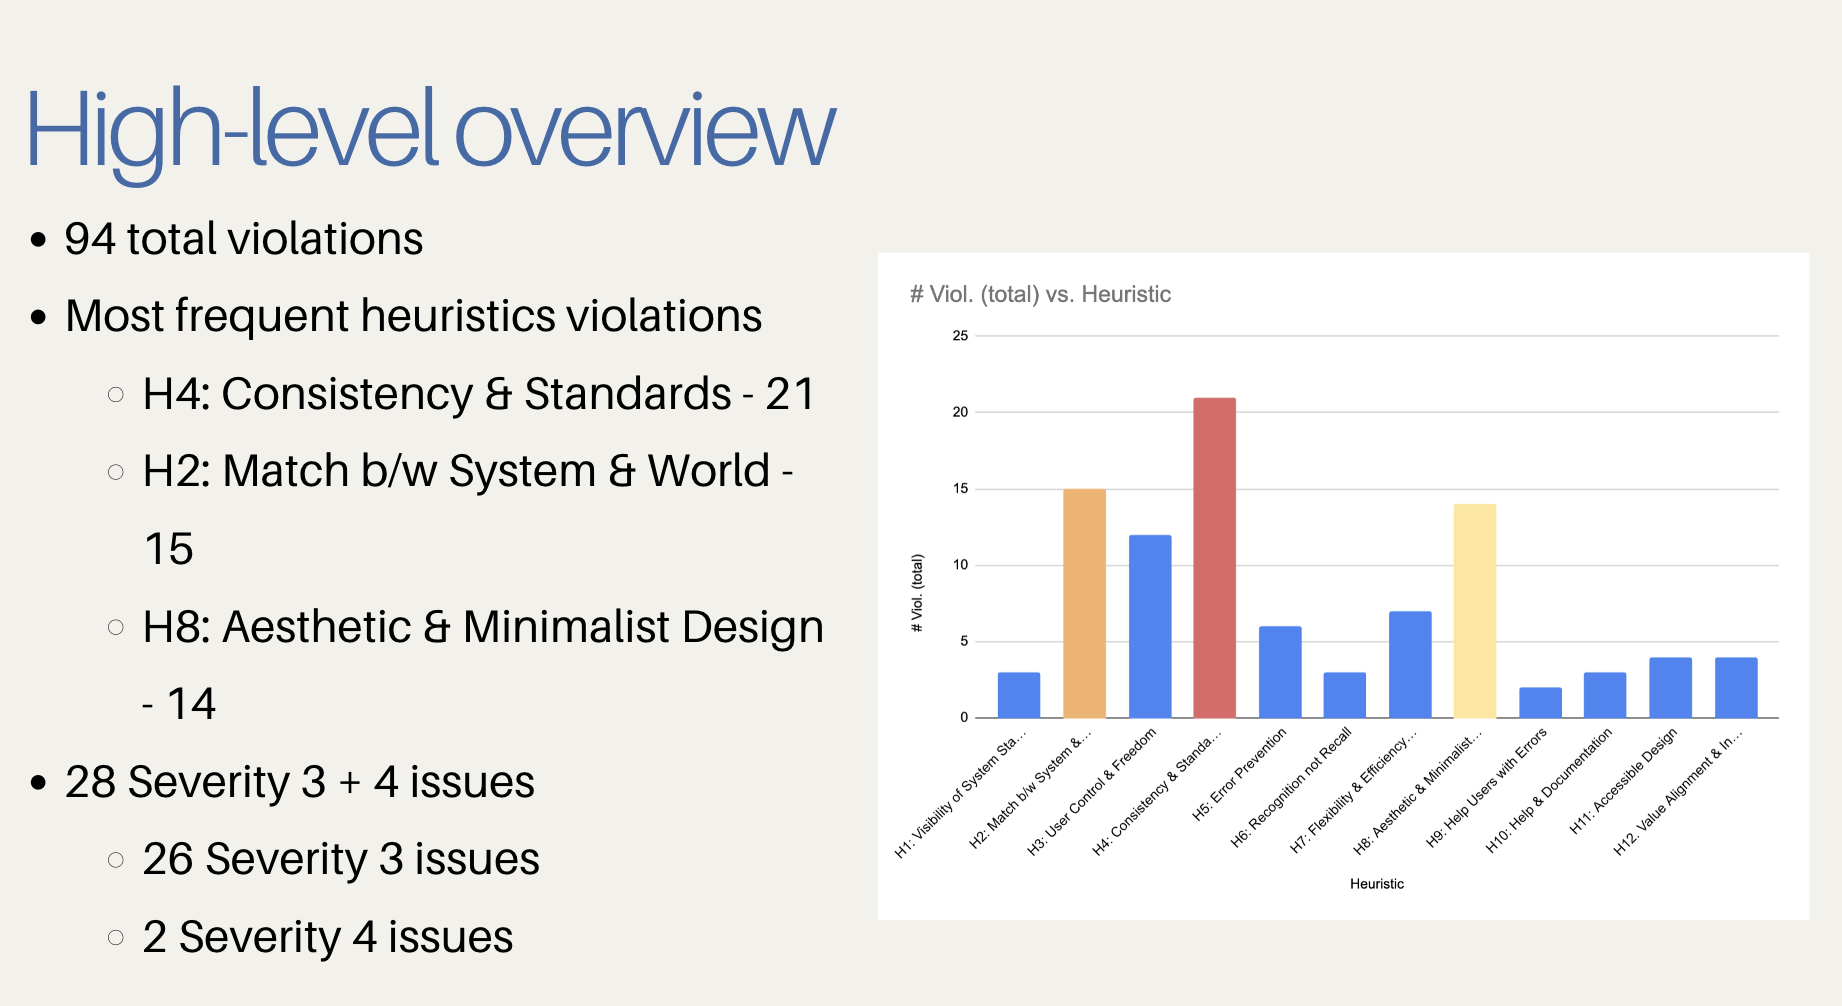 High-level overview
• 94 total violations
• Most frequent heuristics violations
○ H4: Consistency & Standards - 21
○ H2: Match b/w System & World -
15
○ H8: Aesthetic & Minimalist Design
- 14
• 28 Severity 3 + 4 issues
○ 26 Severity 3 issues
○ 2 Severity 4 issues
# Viol. (total) vs. Heuristic
# Viol. (total)
25
20
15
10
5
0
H1: Visibility of System Sta...
H2: Match b/w System &...
H3: User Control & Freedom
H4: Consistency & Standa...
H5: Error Prevention
H6: Recognition not Recall
H7: Flexibility & Efficiency...
H8: Aesthetic & Minimalist...
H9: Help Users with Errors
H10: Help & Documentation
H11: Accessible Design
H12: Value Alignment & In...
Heuristic